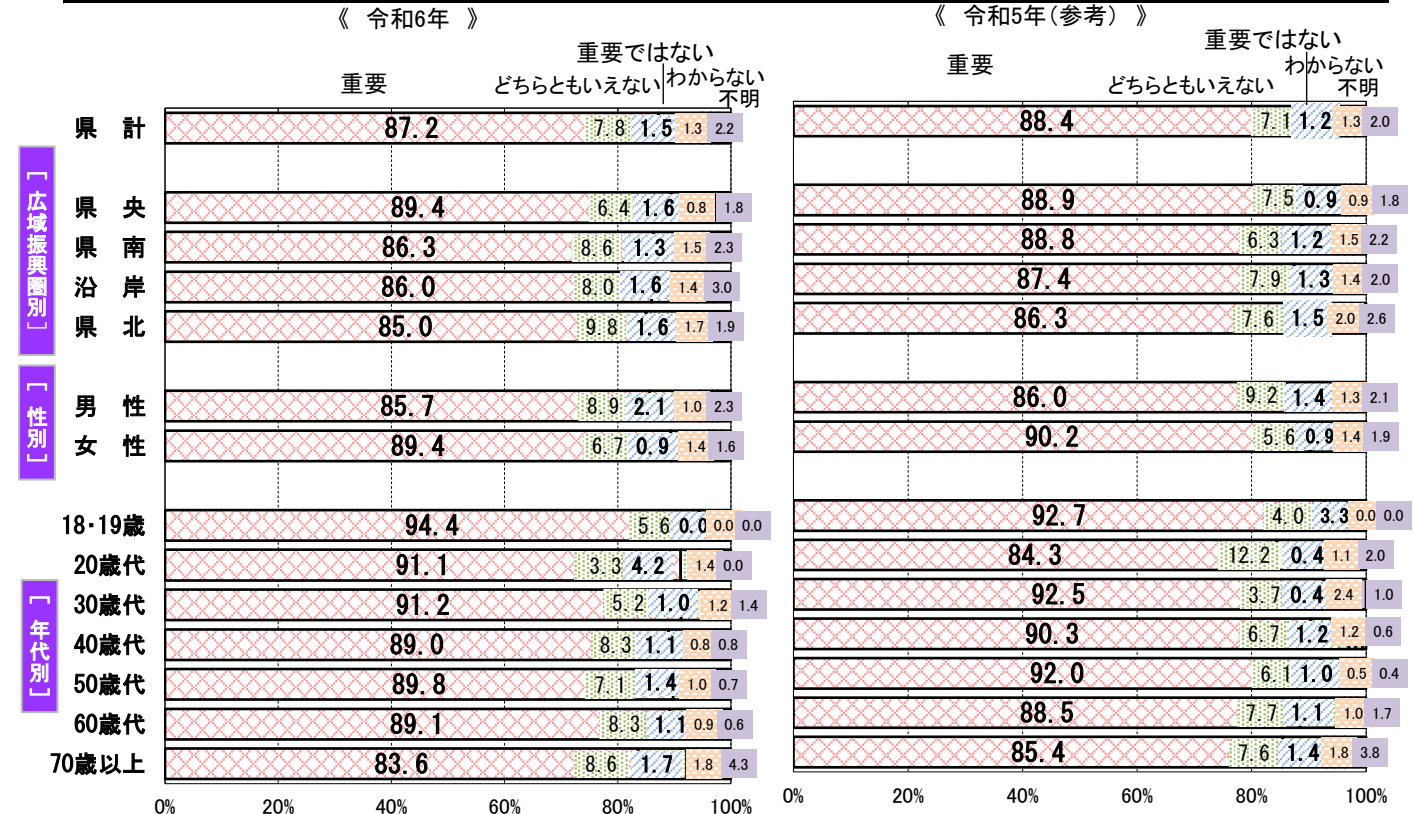 《 令和6年 》
《 令和5年（参考） 》
重要
どちらともいえない
重要ではない
わからない
不明
重要
どちらともいえない
重要ではない
わからない
不明
県 計 87.2 7.8 1.5 1.3 2.2 88.4 7.1 1.2 1.3 2.0
［広域振興圏別］
県 央 89.4 6.4 1.6 0.8 1.8 88.9 7.5 0.9 0.9 1.8
県 南 86.3 8.6 1.3 1.5 2.3 88.8 6.3 1.2 1.5 2.2
沿 岸 86.0 8.0 1.6 1.4 3.0 87.4 7.9 1.3 1.4 2.0
県 北 85.0 9.8 1.6 1.7 1.9 86.3 7.6 1.5 2.0 2.6
［性別］
男 性 85.7 8.9 2.1 1.0 2.3 86.0 9.2 1.4 1.3 2.1
女 性 89.4 6.7 0.9 1.4 1.6 90.2 5.6 0.9 1.4 1.9
［年代別］
18・19歳 94.4 5.6 0.0 0.0 0.0 92.7 4.0 3.3 0.0 0.0
20歳代 91.1 3.3 4.2 1.4 0.0 84.3 12.2 0.4 1.1 2.0
30歳代 91.2 5.2 1.0 1.2 1.4 92.5 3.7 0.4 2.4 1.0
40歳代 89.0 8.3 1.1 0.8 0.8 90.3 6.7 1.2 1.2 0.6
50歳代 89.8 7.1 1.4 1.0 0.7 92.0 6.1 1.0 0.5 0.4
60歳代 89.1 8.3 1.1 0.9 0.6 88.5 7.7 1.1 1.0 1.7
70歳以上 83.6 8.6 1.7 1.8 4.3 85.4 7.6 1.4 1.8 3.8
0% 20% 40% 60% 80% 100% 0% 20% 40% 60% 80% 100%